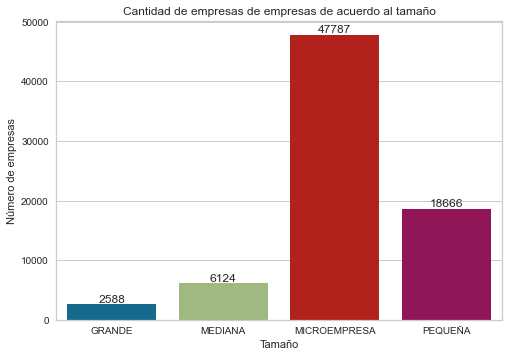 Cantidad de empresas de empresas de acuerdo al tamaño
Número de empresas
50000
40000
30000
20000
10000
0
2588
6124
47787
18666
GRANDE
MEDIANA
MICROEMPRESA
PEQUEÑA
Tamaño